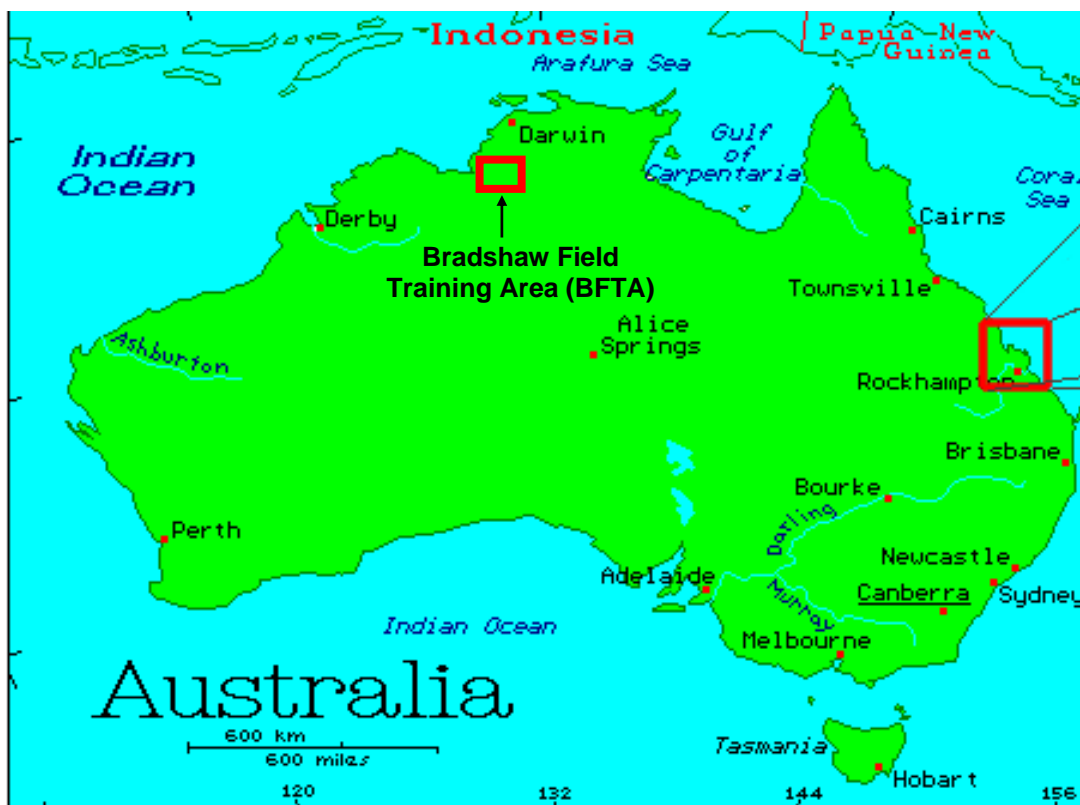 Indonesia
Papua New
Guinea
Arafura Sea
Darwin
Gulf
of
Carpentaria
Indian
Ocean
Coral
Sea
Derby
Cairns
Bradshaw Field
Training Area (BFTA)
Townsville
Alice
Springs
Ashburton
Rockhampton
Brisbane
Bourke
Darling
Perth
Newcastle
Adelaide
Canberra
Sydney
Murray
Indian Ocean
Melbourne
Australia
600 km
600 miles
Tasmania
Hobart
120
132
144
156